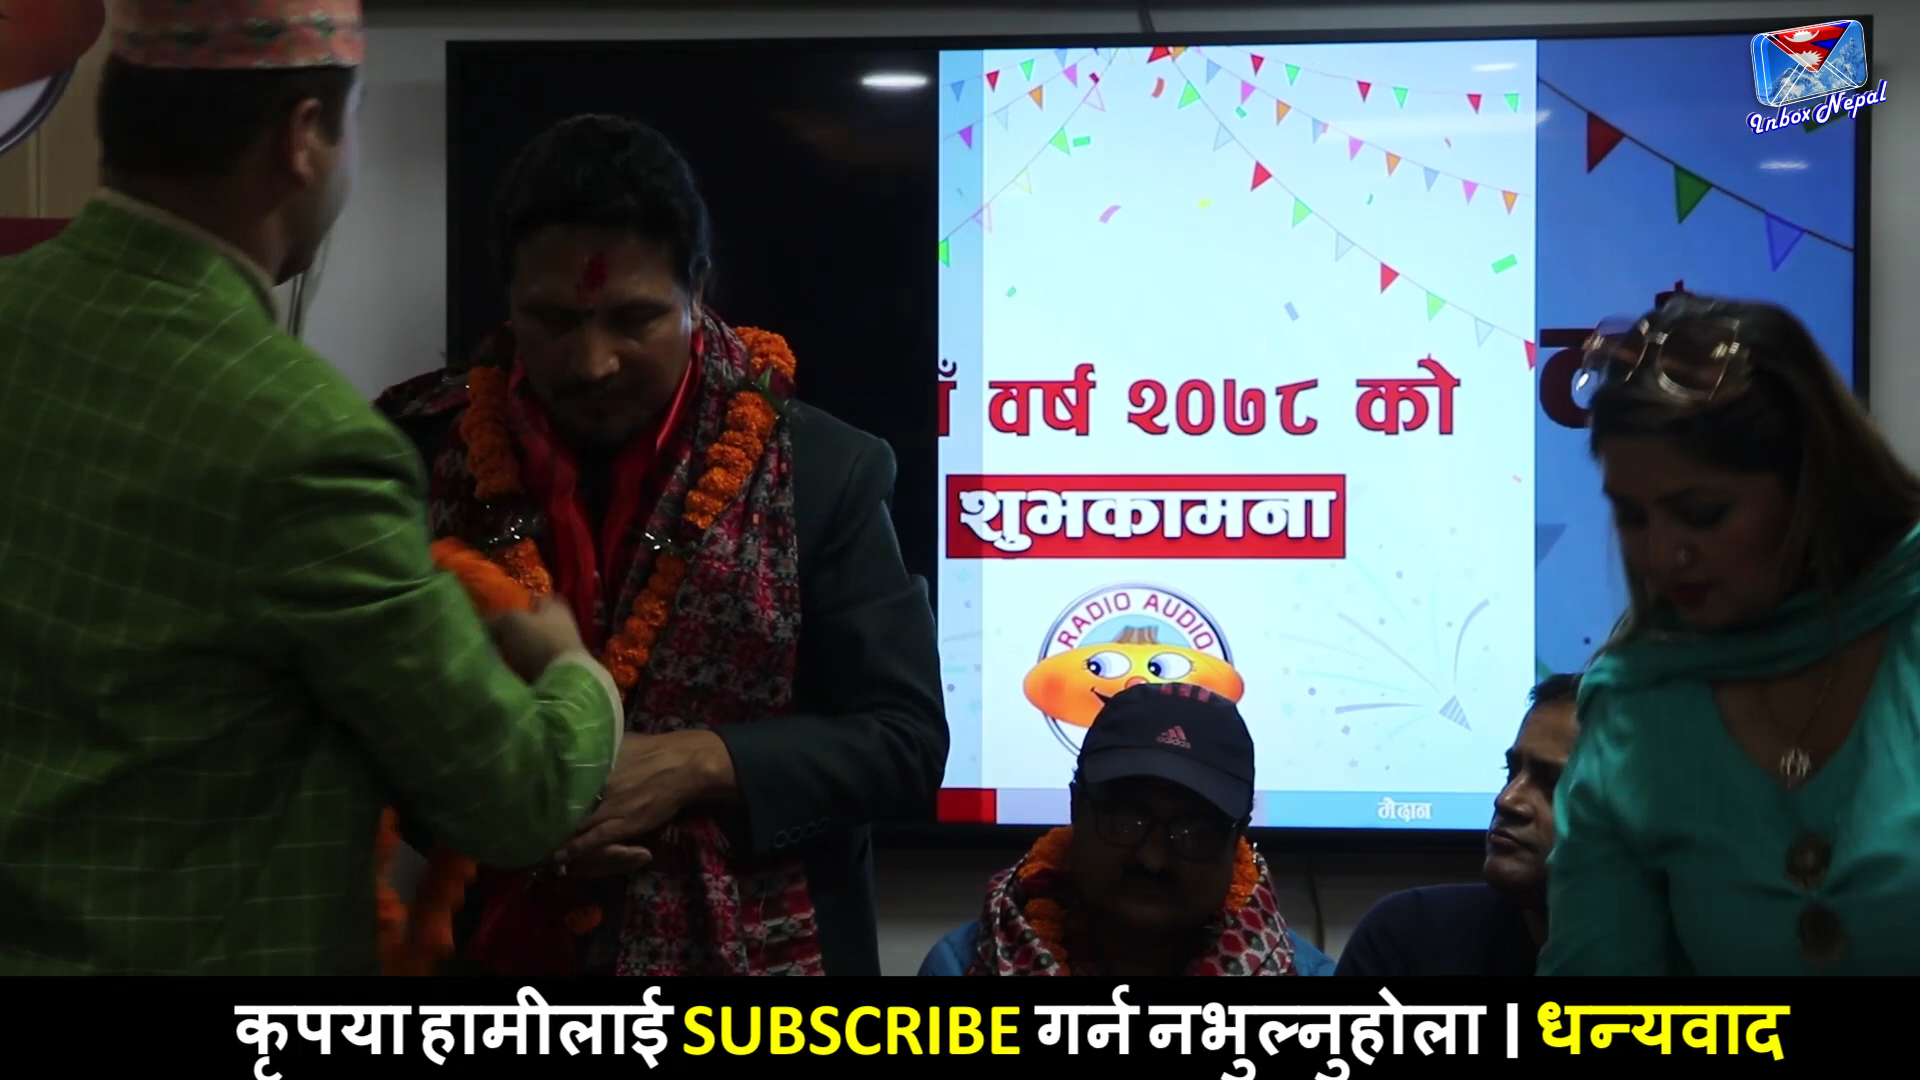 Inbox Nepal
वर्ष २०७८ को
शुभकामना
RADIO AUDIO
adidas
मैदान
कृपया हामीलाई SUBSCRIBE गर्न नभुल्नुहोला । धन्यवाद